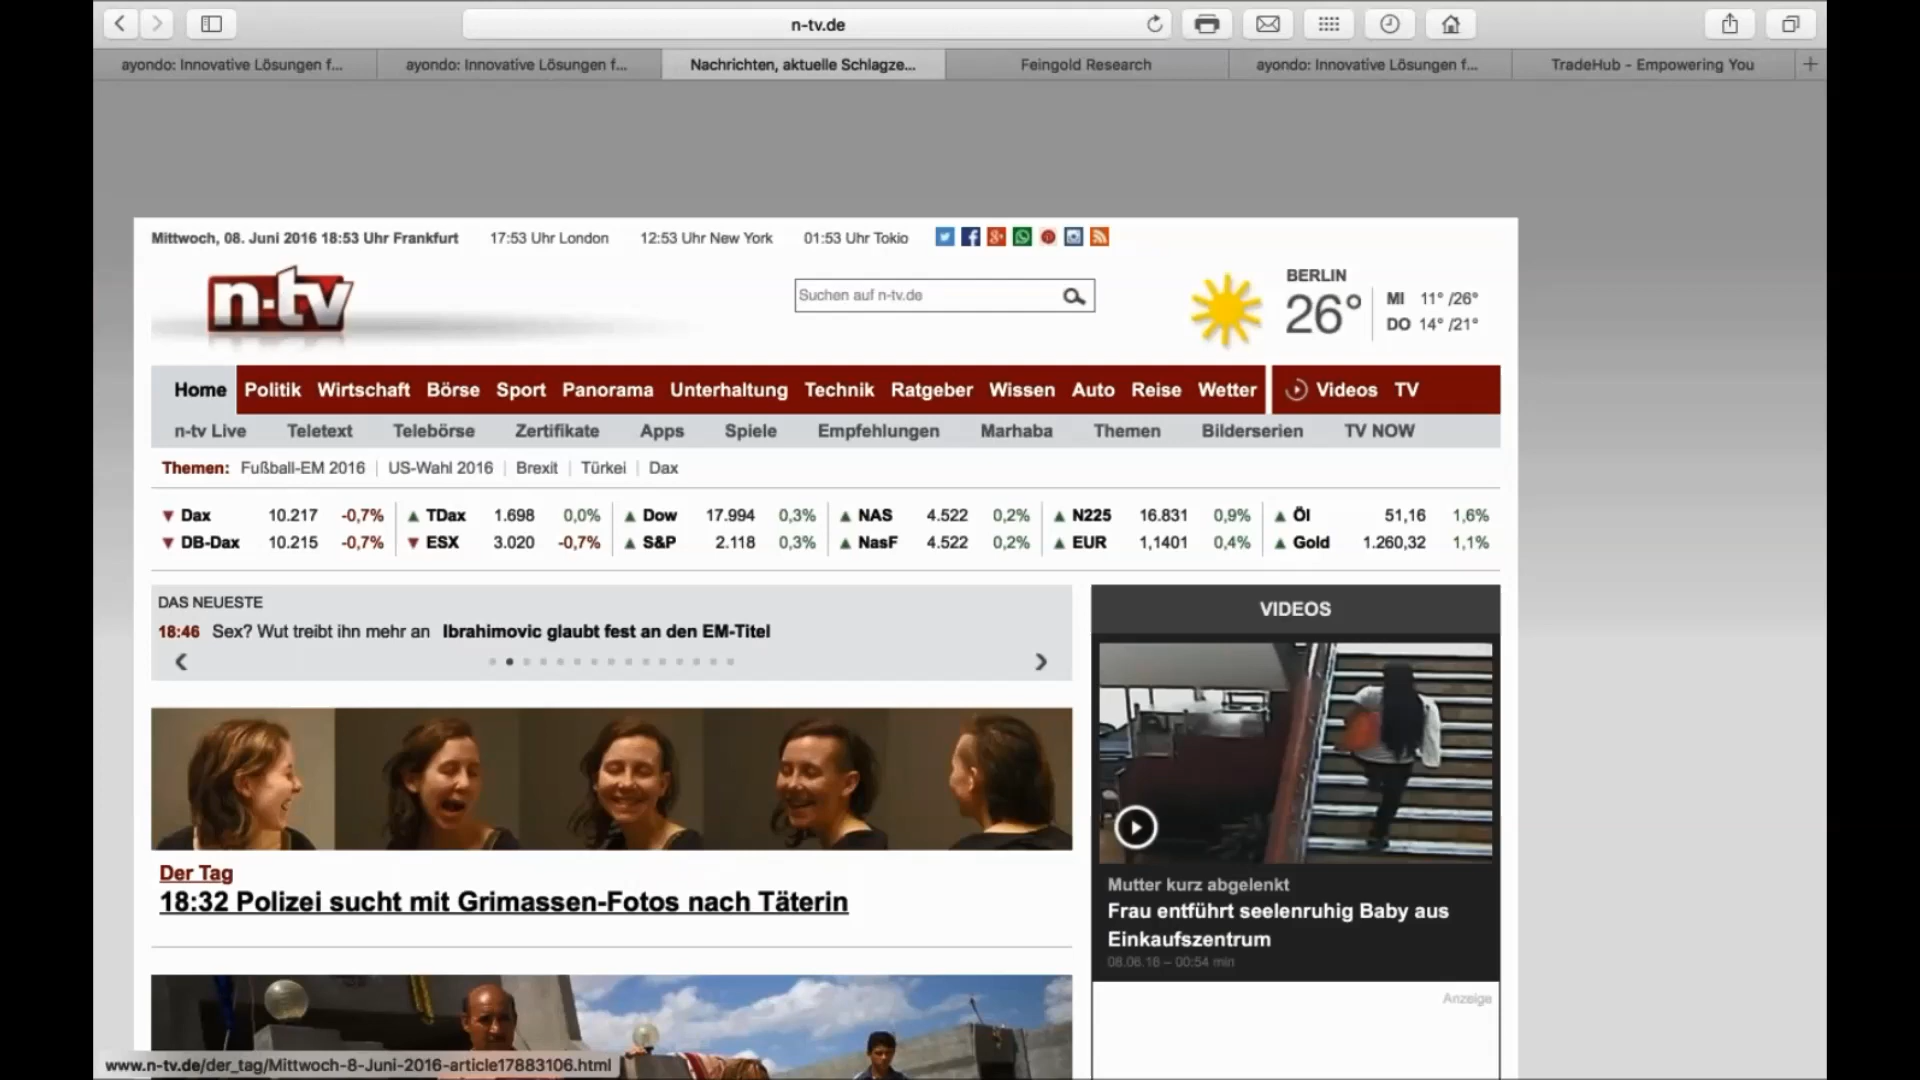 n-tv.de
ayondo: Innovative Lösungen f... ayondo: Innovative Lösungen f... Nachrichten, aktuelle Schlagze... Feingold Research ayondo: Innovative Lösungen f... TradeHub - Empowering You
Mittwoch, 08. Juni 2016 18:53 Uhr Frankfurt 17:53 Uhr London 12:53 Uhr New York 01:53 Uhr Tokio
n-tv
Suchen auf n-tv.de
BERLIN
26° MI 11° /26°
DO 14° /21°
Home Politik Wirtschaft Börse Sport Panorama Unterhaltung Technik Ratgeber Wissen Auto Reise Wetter Videos TV
n-tv Live Teletext Telebörse Zertifikate Apps Spiele Empfehlungen Marhaba Themen Bilderserien TV NOW
Themen: Fußball-EM 2016 | US-Wahl 2016 | Brexit | Türkei | Dax
Dax 10.217 -0,7% TDax 1.698 0,0% Dow 17.994 0,3% NAS 4.522 0,2% N225 16.831 0,9% Öl 51,16 1,6%
DB-Dax 10.215 -0,7% ESX 3.020 -0,7% S&P 2.118 0,3% NasF 4.522 0,2% EUR 1,1401 0,4% Gold 1.260,32 1,1%
DAS NEUESTE
18:46 Sex? Wut treibt ihn mehr an Ibrahimovic glaubt fest an den EM-Titel
VIDEOS
Der Tag
18:32 Polizei sucht mit Grimassen-Fotos nach Täterin
Mutter kurz abgelenkt
Frau entführt seelenruhig Baby aus
Einkaufszentrum
08.06.16 – 00:54 min
Anzeige
www.n-tv.de/der_tag/Mittwoch-8-Juni-2016-article17883106.html